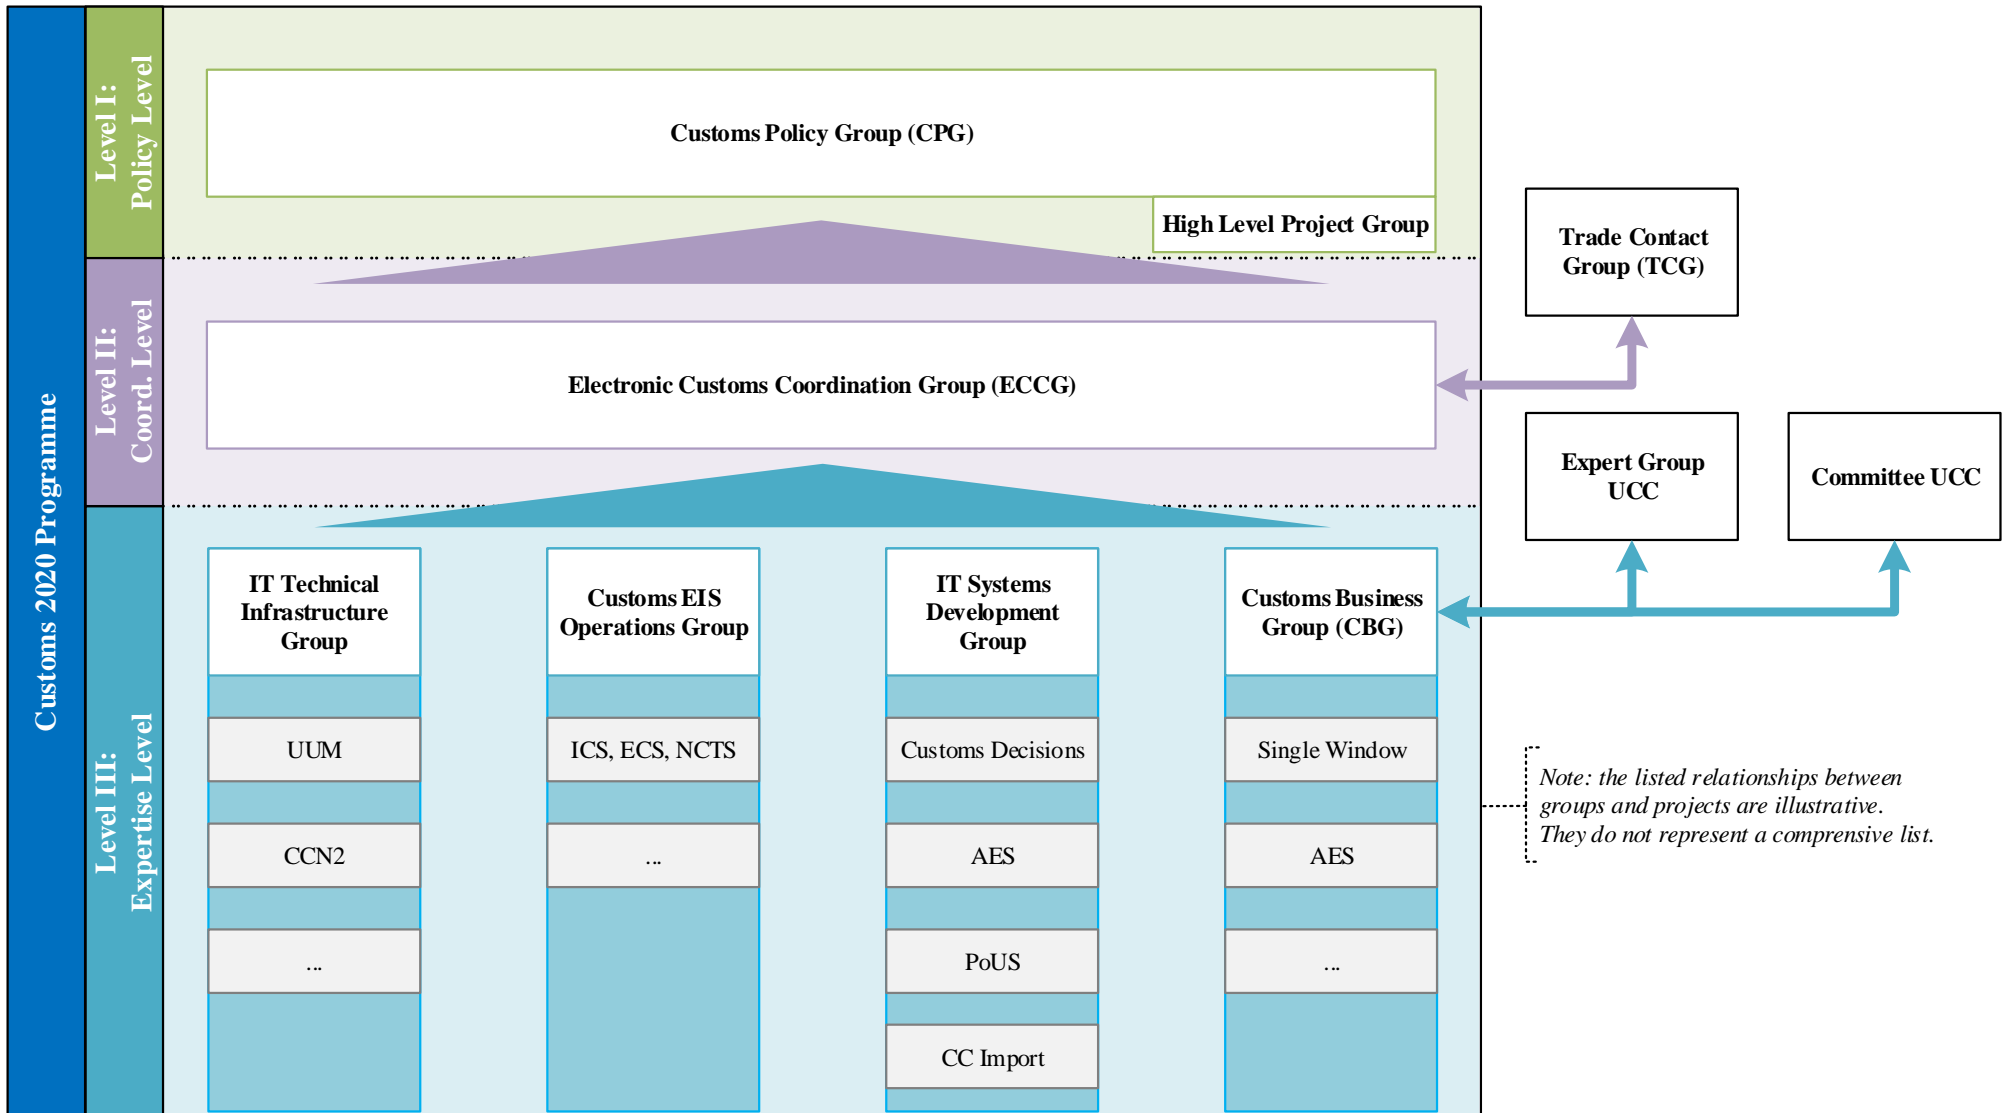 Customs 2020 Programme
Level I:
Policy Level
Customs Policy Group (CPG)
High Level Project Group
Level II:
Coord. Level
Electronic Customs Coordination Group (ECCG)
Trade Contact
Group (TCG)
Expert Group
UCC
Committee UCC
Level III:
Expertise Level
IT Technical
Infrastructure
Group
UUM
CCN2
...
Customs EIS
Operations Group
ICS, ECS, NCTS
...
IT Systems
Development
Group
Customs Decisions
AES
PoUS
CC Import
Customs Business
Group (CBG)
Single Window
AES
...
Note: the listed relationships between
groups and projects are illustrative.
They do not represent a comprensive list.